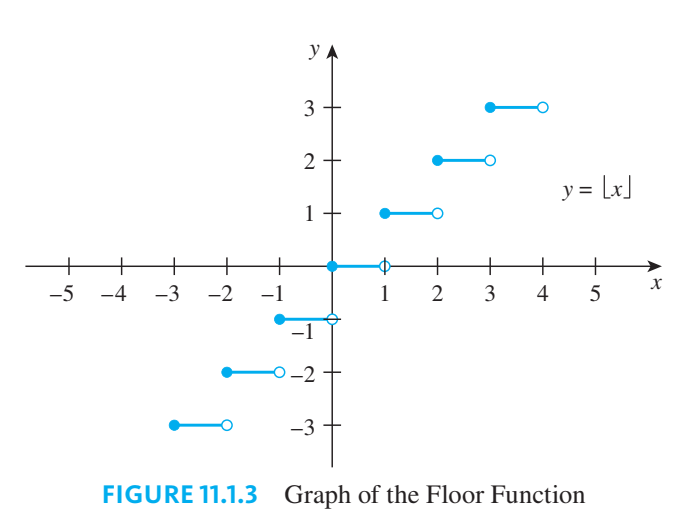 y
3
2
y = ⌊x⌋
1
–5 –4 –3 –2 –1 1 2 3 4 5 x
–1
–2
–3
FIGURE 11.1.3 Graph of the Floor Function